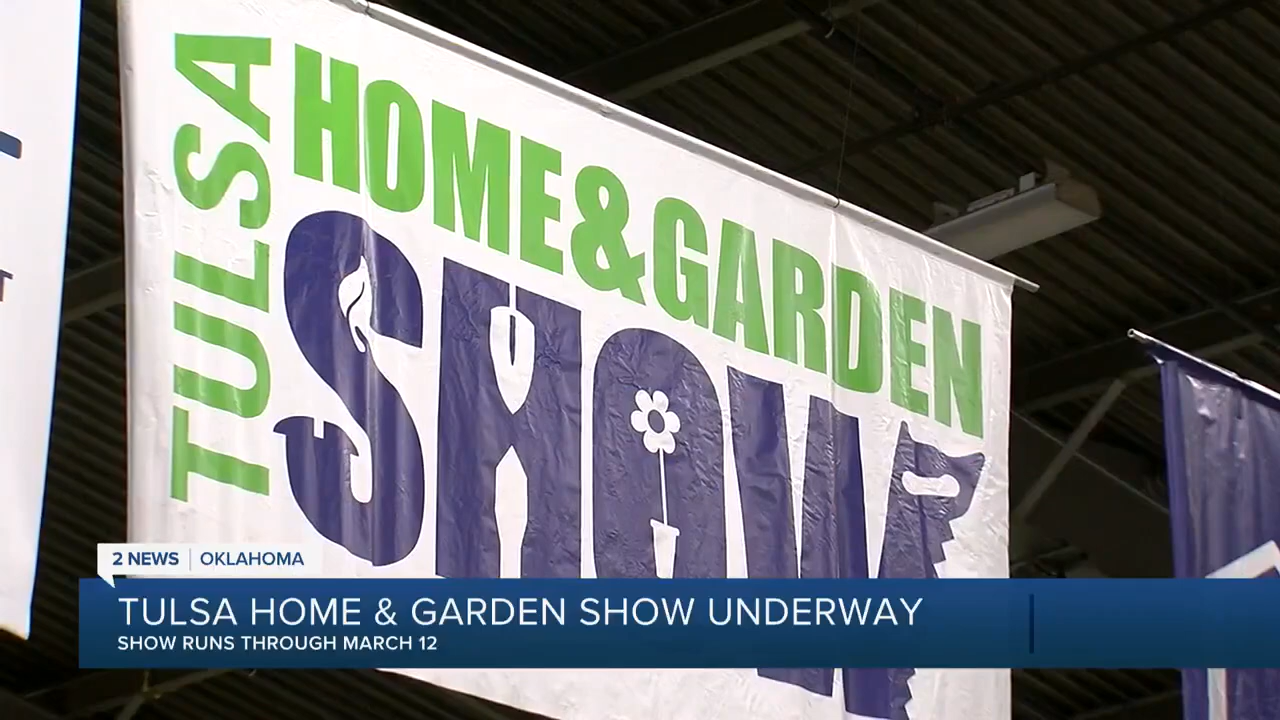 TULSA
HOME & GARDEN
SHOW
T
2 NEWS | OKLAHOMA
TULSA HOME & GARDEN SHOW UNDERWAY
SHOW RUNS THROUGH MARCH 12